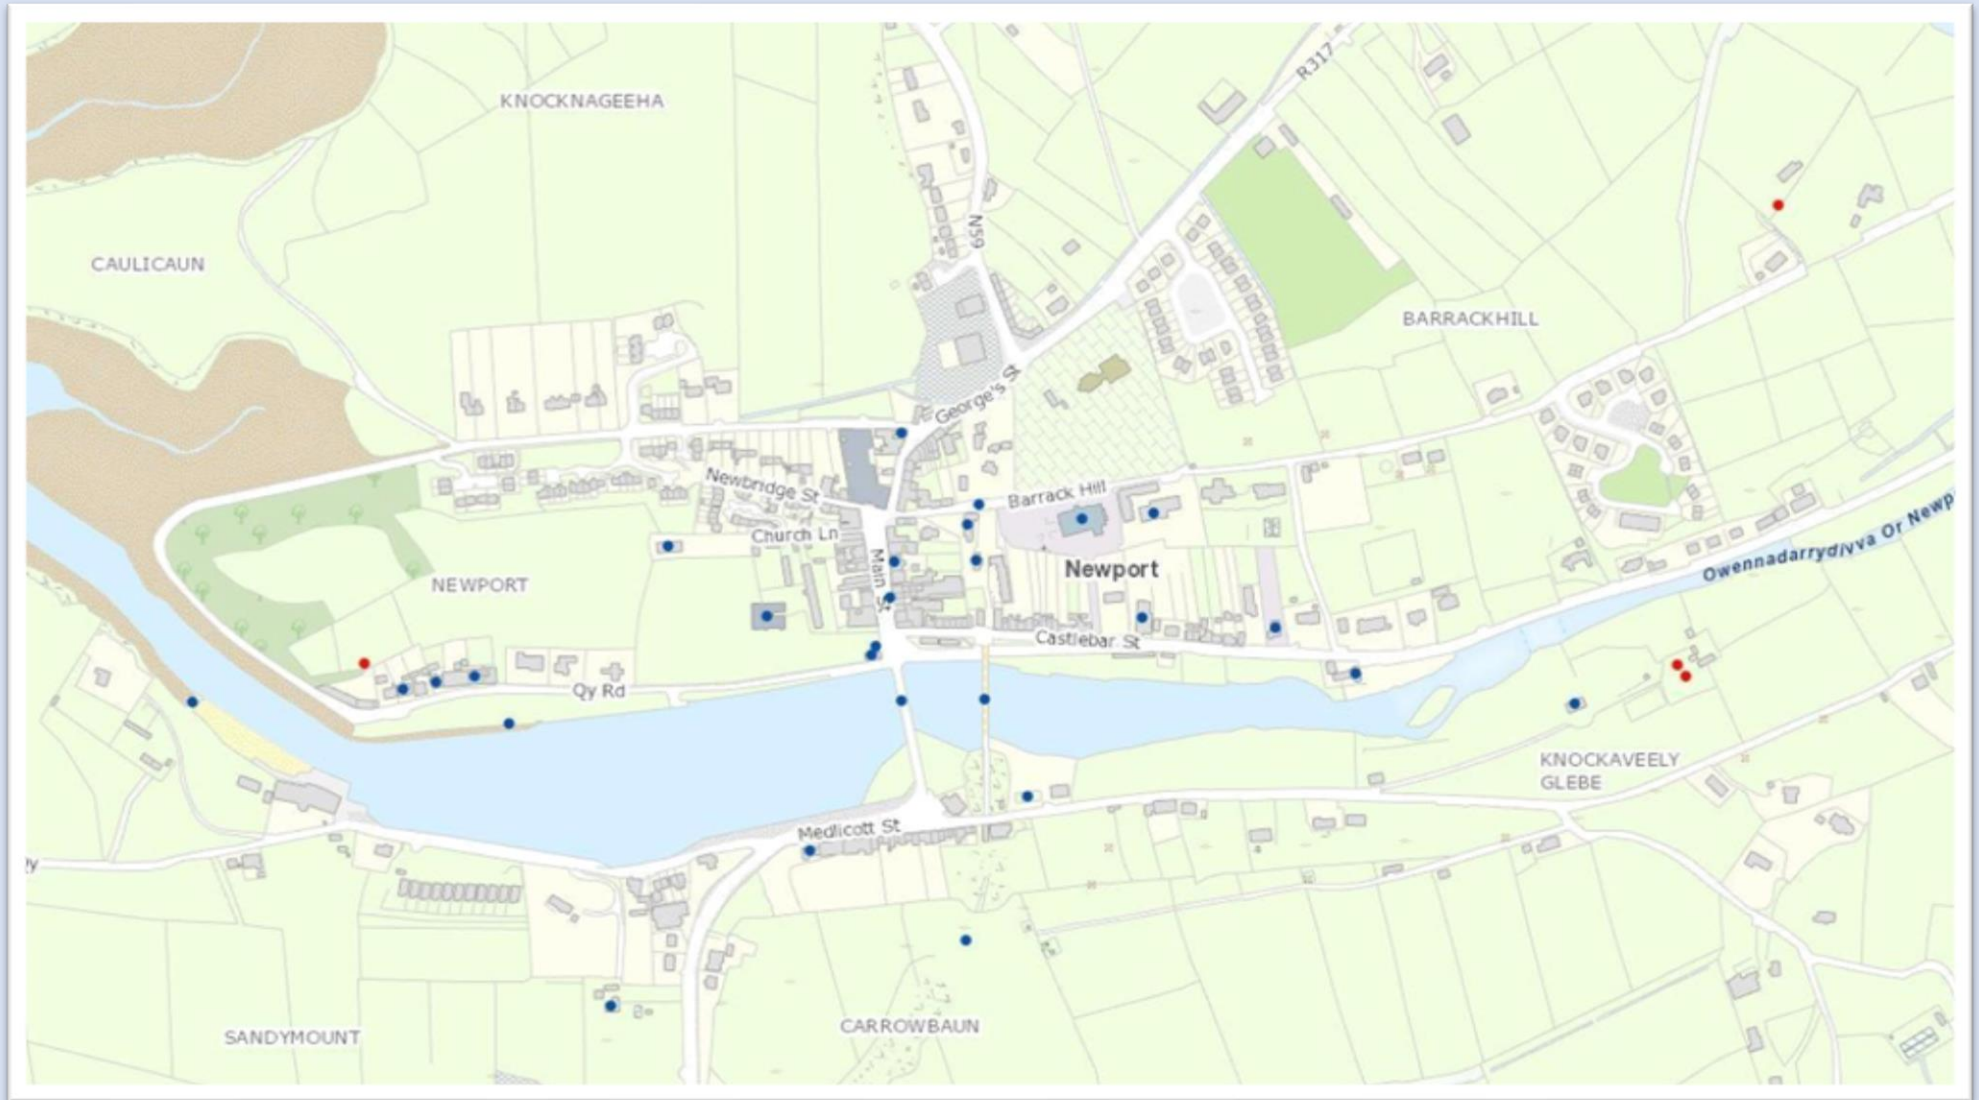 R317
KNOCKNAGEEHA
N59
CAULICAUN
BARRACKHILL
George's St
Newbridge St
Barrack Hill
Church Ln
Main St
Newport
Owennadarrydivva Or Newp
NEWPORT
Castlebar St
Qy Rd
KNOCKAVEELY
GLEBE
Medlicott St
CARROWBAUN
SANDYMOUNT